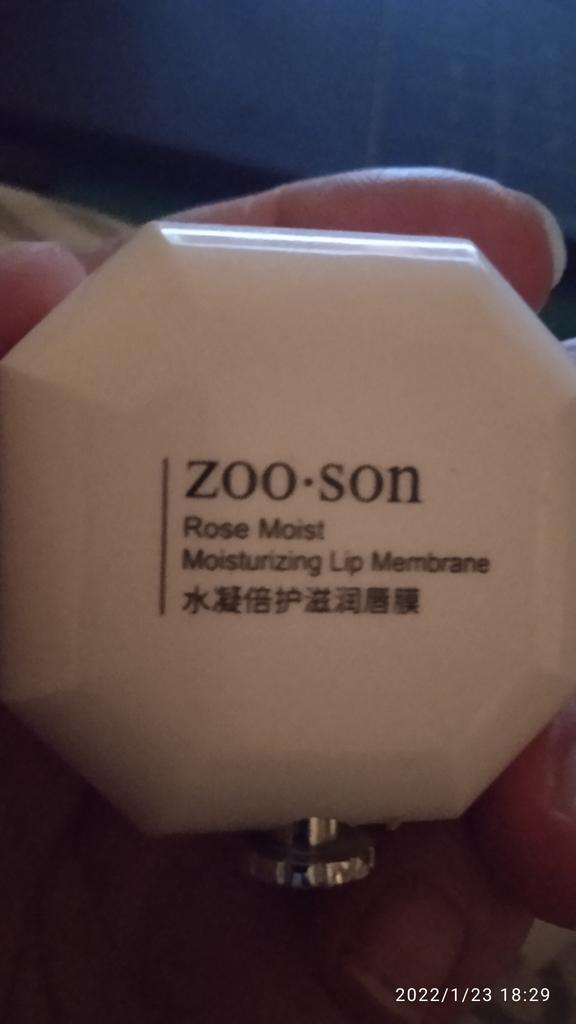 zoo·son
Rose Moist
Moisturizing Lip Membrane
水凝倍护滋润唇膜
2022/1/23 18:29